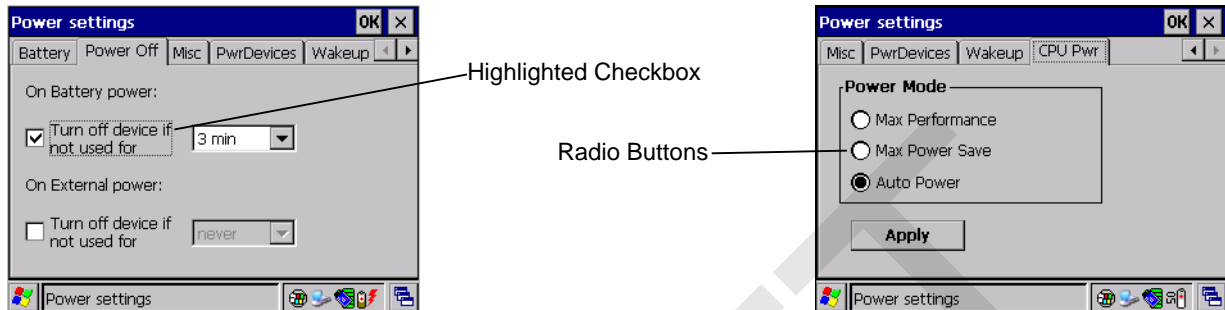 Power settings OK
Battery Power Off Misc PwrDevices Wakeup
On Battery power:
Turn off device if
not used for
3 min
On External power:
Turn off device if
not used for
never
Power settings
Highlighted Checkbox
Radio Buttons
Power settings OK
Misc PwrDevices Wakeup CPU Pwr
Power Mode
Max Performance
Max Power Save
Auto Power
Apply
Power settings